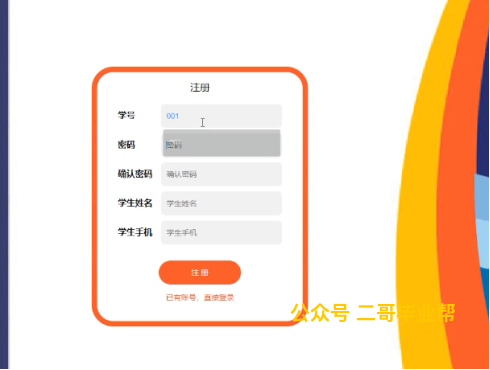 注册
学号 001
密码 密码
确认密码 确认密码
学生姓名 学生姓名
学生手机 学生手机
注册
已有账号，直接登录
公众号 二哥毕业帮